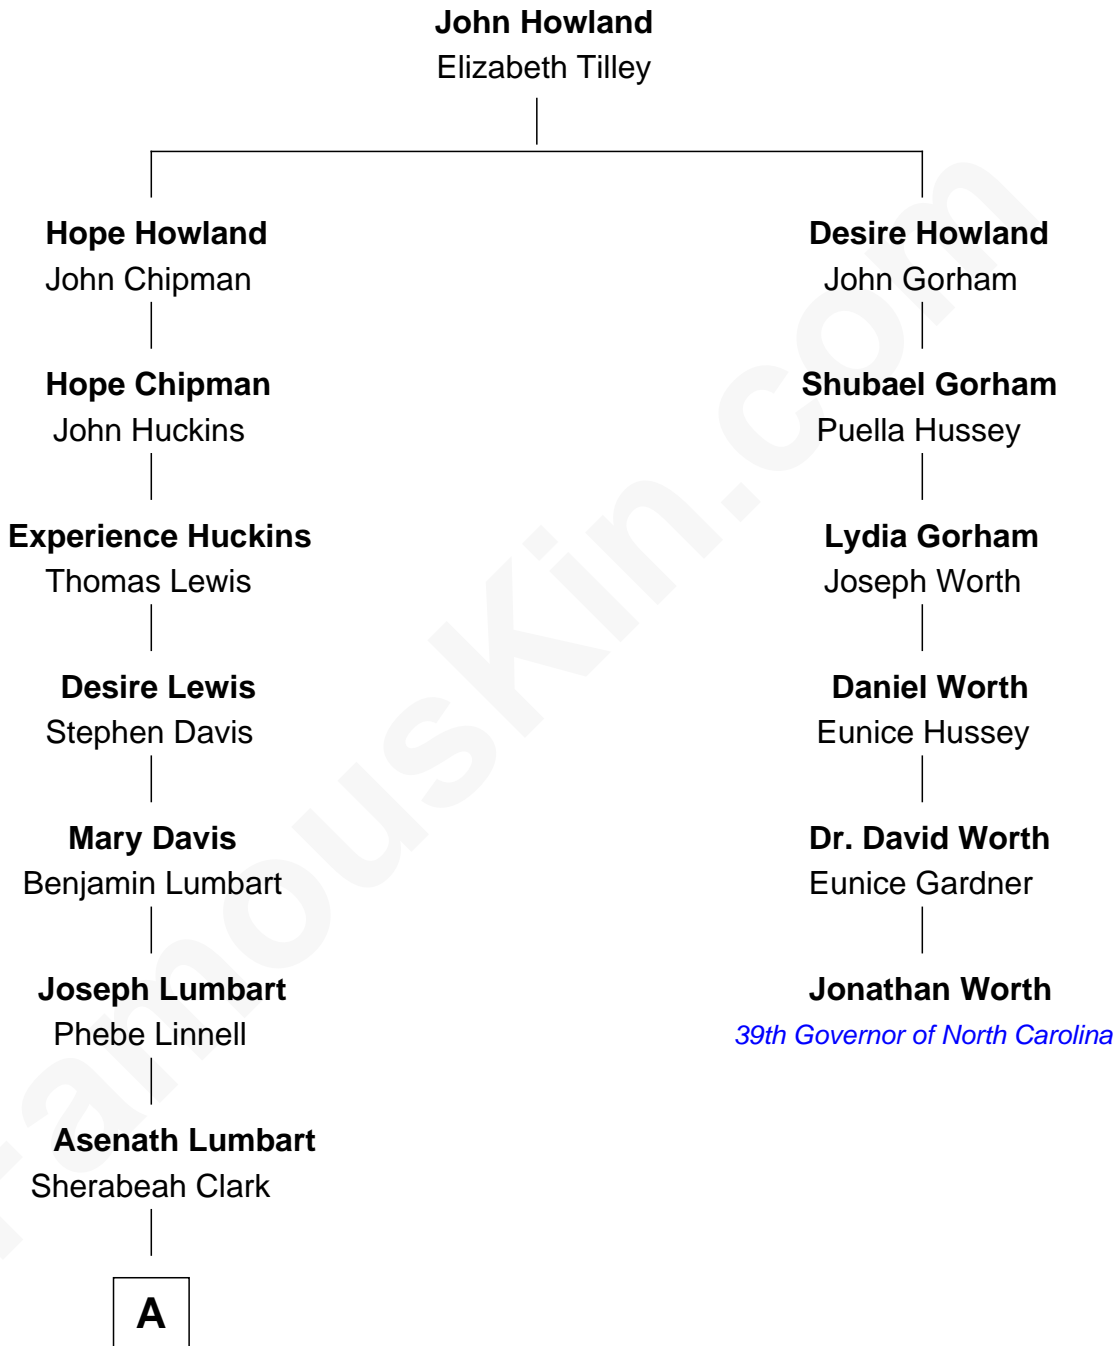 John Howland
Elizabeth Tilley
Hope Howland
John Chipman
Desire Howland
John Gorham
Hope Chipman
John Huckins
Shubael Gorham
Puella Hussey
Experience Huckins
Thomas Lewis
Lydia Gorham
Joseph Worth
Desire Lewis
Stephen Davis
Daniel Worth
Eunice Hussey
Mary Davis
Benjamin Lumbart
Dr. David Worth
Eunice Gardner
Joseph Lumbart
Phebe Linnell
Jonathan Worth
39th Governor of North Carolina
Asenath Lumbart
Sherabeah Clark
A
FamousKin.com